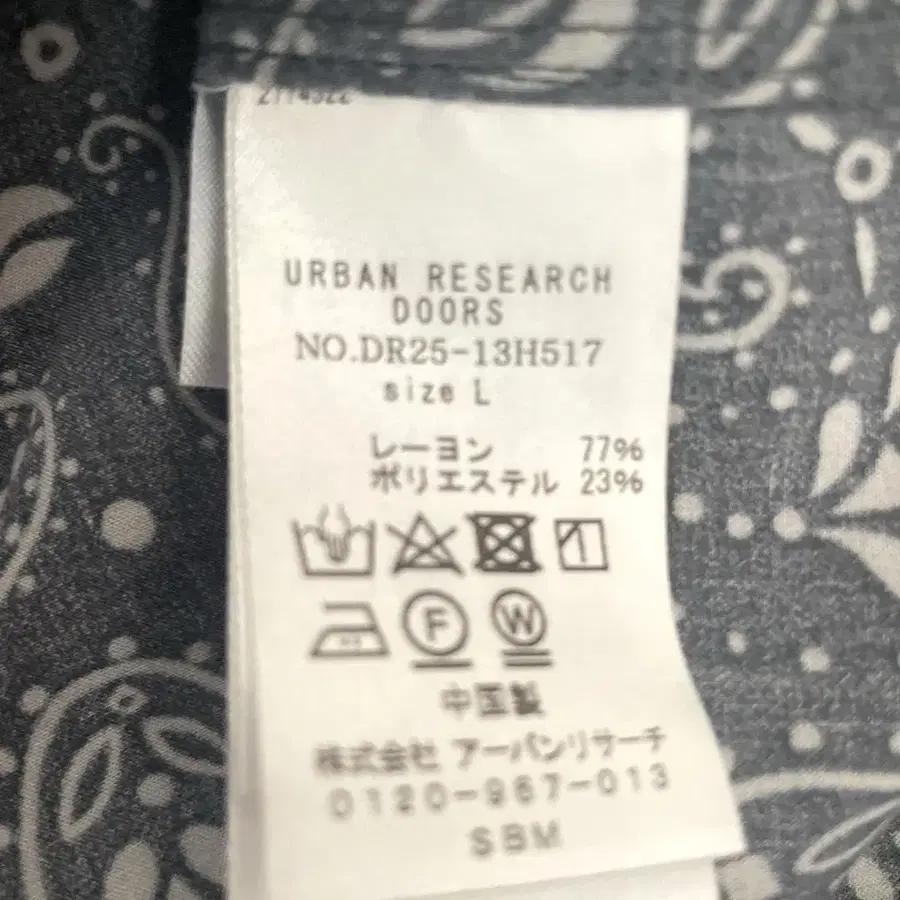 URBAN RESEARCH
DOORS
NO.DR25-13H517
size L
レーヨン 77%
ポリエステル 23%
F W
中国製
株式会社 アーバンリサーチ
0120-967-013
SBM